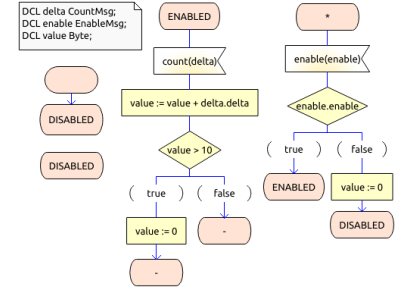 DCL delta CountMsg;
DCL enable EnableMsg;
DCL value Byte;
DISABLED
DISABLED
ENABLED
count(delta)
value := value + delta.delta
value > 10
( true )
( false )
value := 0
-
-
*
enable(enable)
enable.enable
( true )
( false )
ENABLED
value := 0
DISABLED